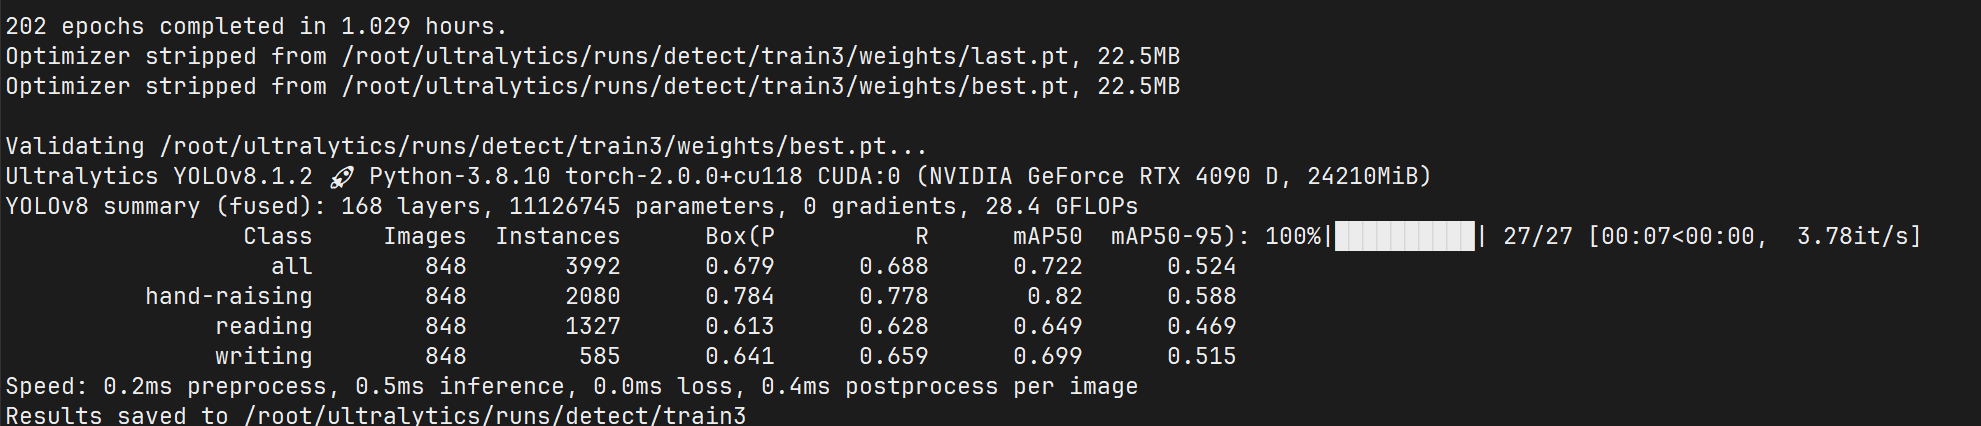 202 epochs completed in 1.029 hours.
Optimizer stripped from /root/ultralytics/runs/detect/train3/weights/last.pt, 22.5MB
Optimizer stripped from /root/ultralytics/runs/detect/train3/weights/best.pt, 22.5MB
Validating /root/ultralytics/runs/detect/train3/weights/best.pt...
Ultralytics YOLOv8.1.2 🚀 Python-3.8.10 torch-2.0.0+cu118 CUDA:0 (NVIDIA GeForce RTX 4090 D, 24210MiB)
YOLOv8 summary (fused): 168 layers, 11126745 parameters, 0 gradients, 28.4 GFLOPs
Class Images Instances Box(P R mAP50 mAP50-95): 100%|██████████| 27/27 [00:07<00:00, 3.78it/s]
all 848 3992 0.679 0.688 0.722 0.524
hand-raising 848 2080 0.784 0.778 0.82 0.588
reading 848 1327 0.613 0.628 0.649 0.469
writing 848 585 0.641 0.659 0.699 0.515
Speed: 0.2ms preprocess, 0.5ms inference, 0.0ms loss, 0.4ms postprocess per image
Results saved to /root/ultralytics/runs/detect/train3